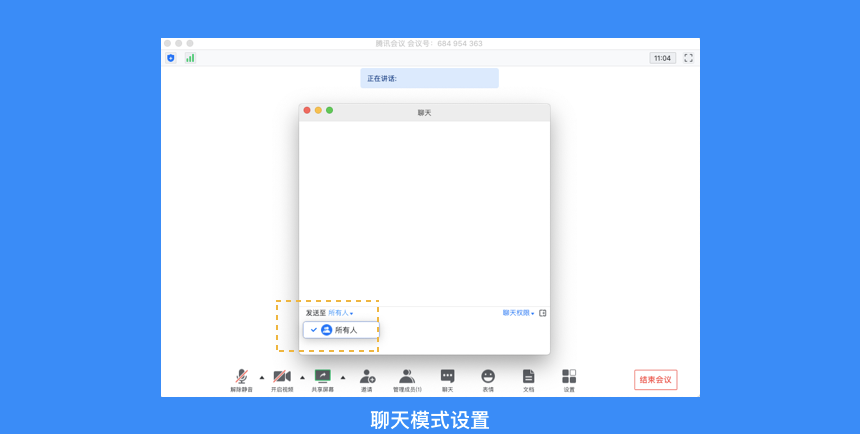 腾讯会议 会议号: 684 954 363
11:04
正在讲话:
聊天
发送至 所有人
聊天权限
所有人
解除静音
开启视频
共享屏幕
邀请
管理成员(1)
聊天
表情
文档
设置
结束会议
聊天模式设置